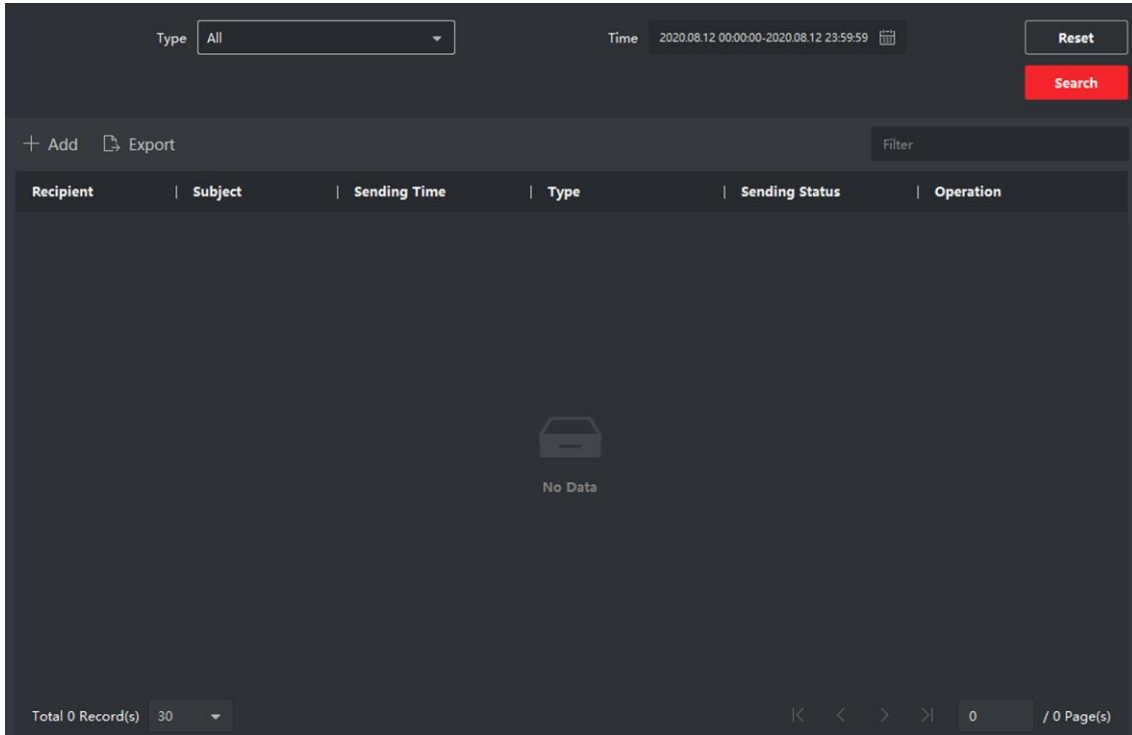 Type All Time 2020.08.12 00:00:00-2020.08.12 23:59:59 Reset
Search
Add Export Filter
Recipient Subject Sending Time Type Sending Status Operation
No Data
Total 0 Record(s) 30 0 / 0 Page(s)